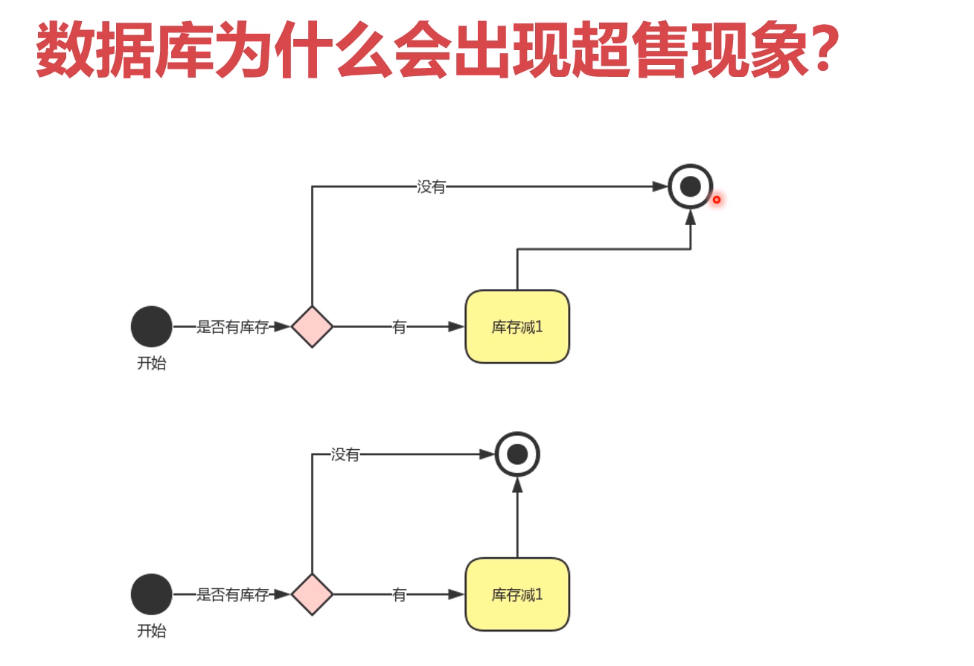 数据库为什么会出现超售现象？
没有
是否有库存
有
库存减1
开始
没有
是否有库存
有
库存减1
开始